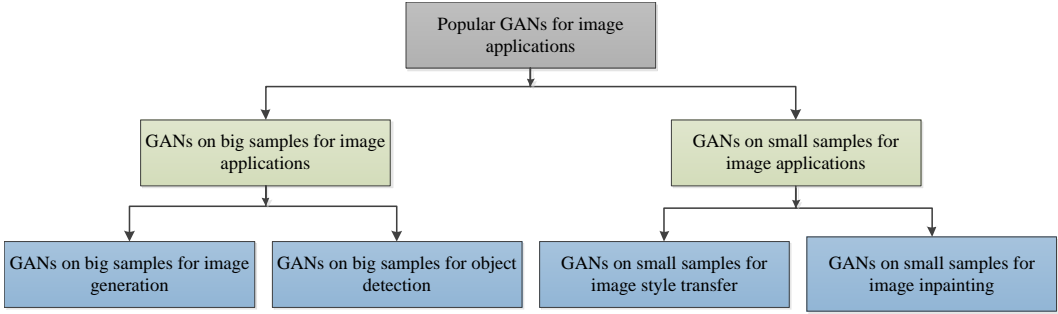 Popular GANs for image
applications
GANs on big samples for image
applications
GANs on small samples for
image applications
GANs on big samples for image
generation
GANs on big samples for object
detection
GANs on small samples for
image style transfer
GANs on small samples for
image inpainting